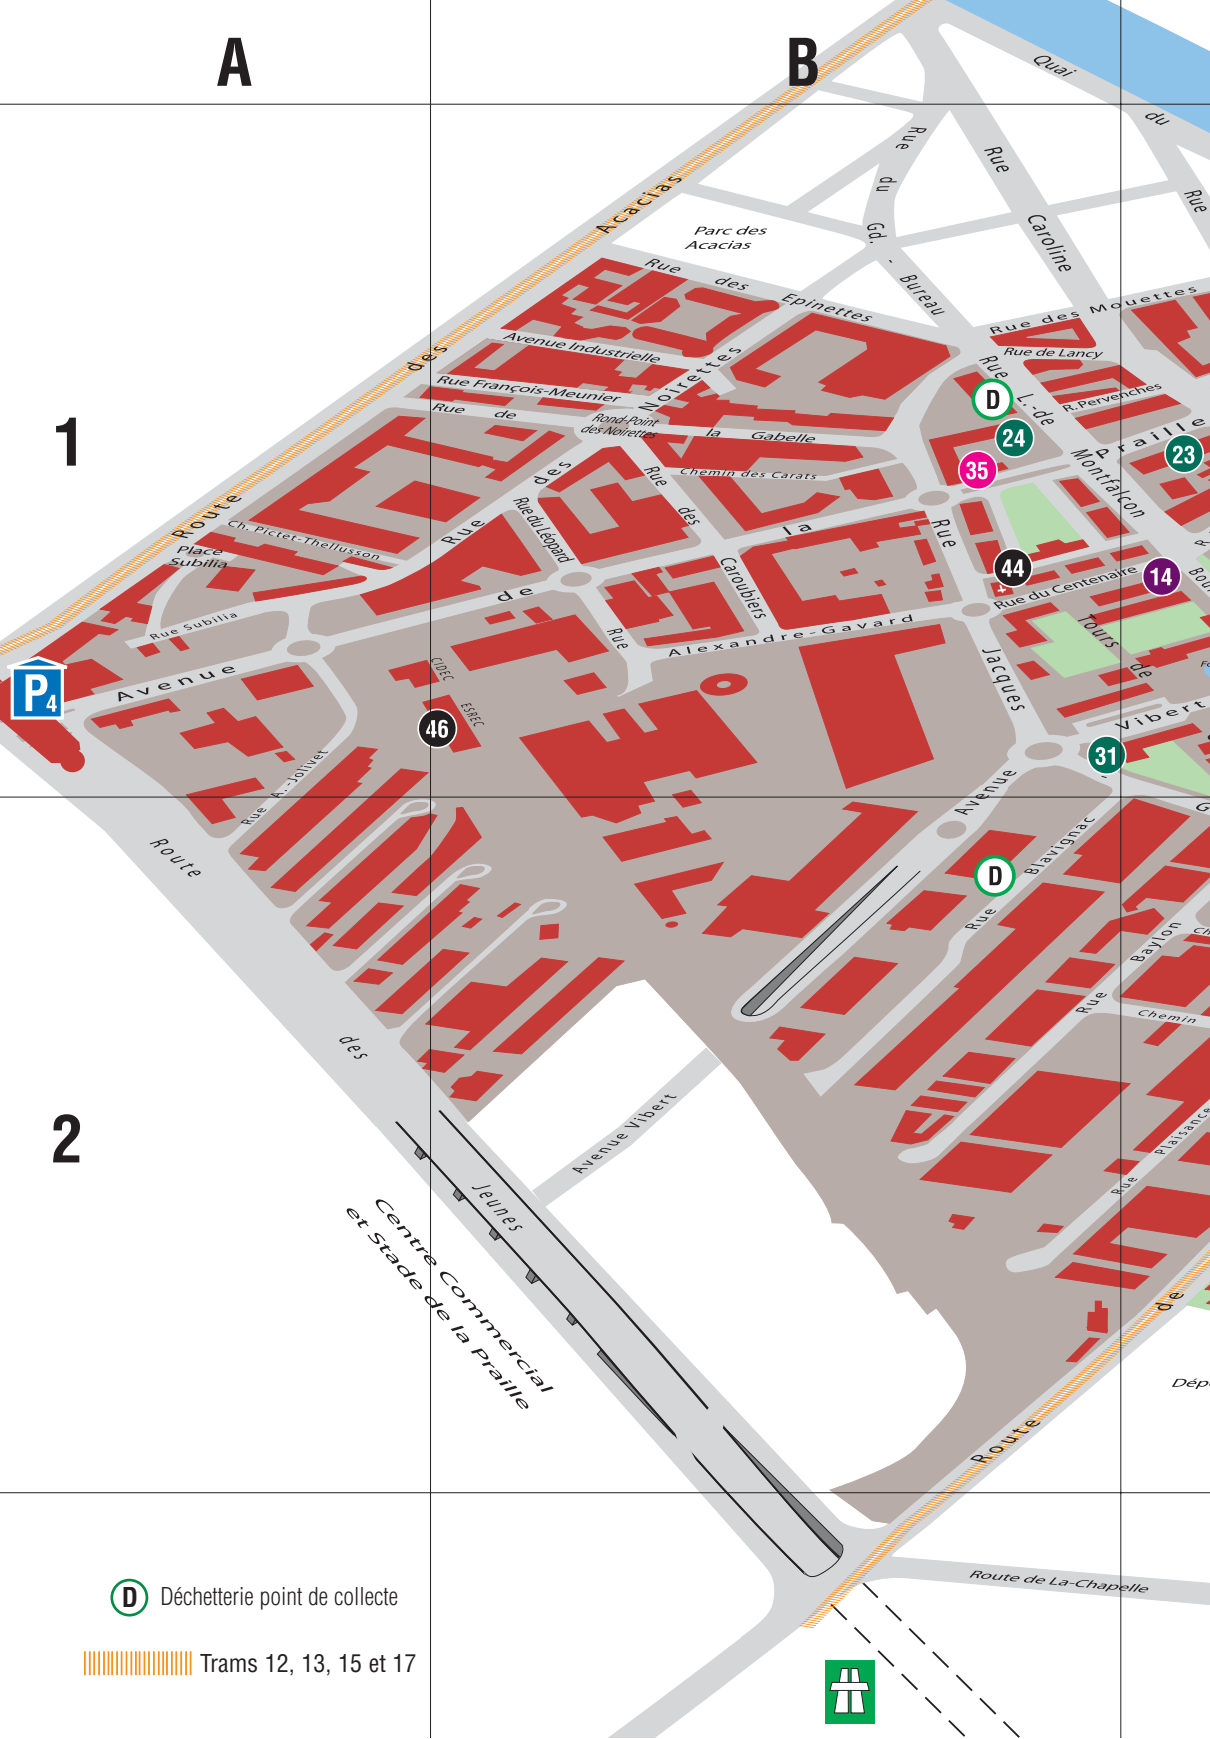 A
B
Quai
du
Rue
Rue du Gd.-Bureau
Rue Caroline
Route des Acacias
Parc des
Acacias
Rue des Epinettes
Rue des Mouettes
Avenue Industrielle
Rue de Lancy
Rue François-Meunier
Rue des Noirettes
Rue L.-de Montfalcon
D
R. Pervenches
1
Rue de la Gabelle
Rond-Point
des Noirettes
24
Praille
23
35
Chemin des Carats
Rue des Caroubiers
Rue du Léopard
Ch. Pictet-Thellusson
Place
Subilia
Avenue de la
Rue Jacques
44
Rue du Centenaire
14
Rue Subilia
Rue Alexandre-Gavard
Tours de
CIDEC
ESREC
P4
46
Vibert
31
Rue A.-Jolivet
Avenue
Route des Jeunes
Rue Blavignac
D
Rue Baylon
Ch
Chemin
2
Avenue Vibert
Rue Plaisance
Centre Commercial
et Stade de la Praille
Route de
Dép
Route de La-Chapelle
D Déchetterie point de collecte
Trams 12, 13, 15 et 17